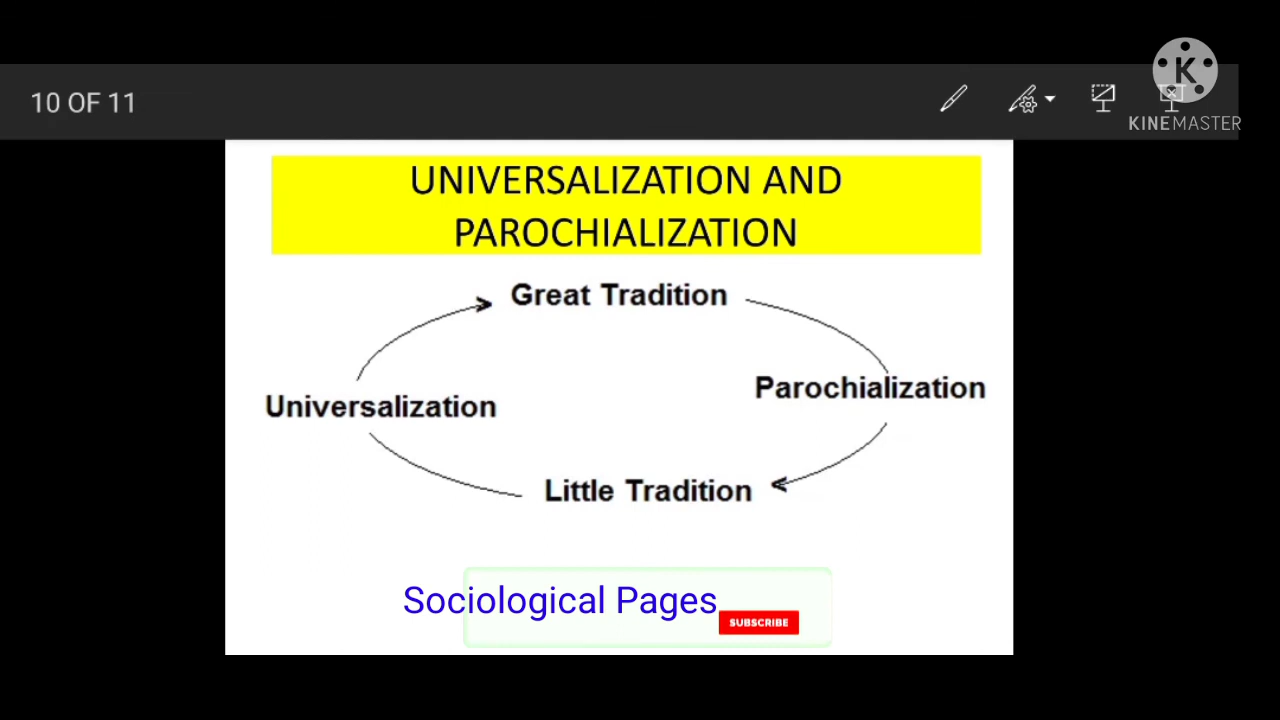 10 OF 11
KINEMASTER
UNIVERSALIZATION AND
PAROCHIALIZATION
Great Tradition
Parochialization
Universalization
Little Tradition
Sociological Pages
SUBSCRIBE